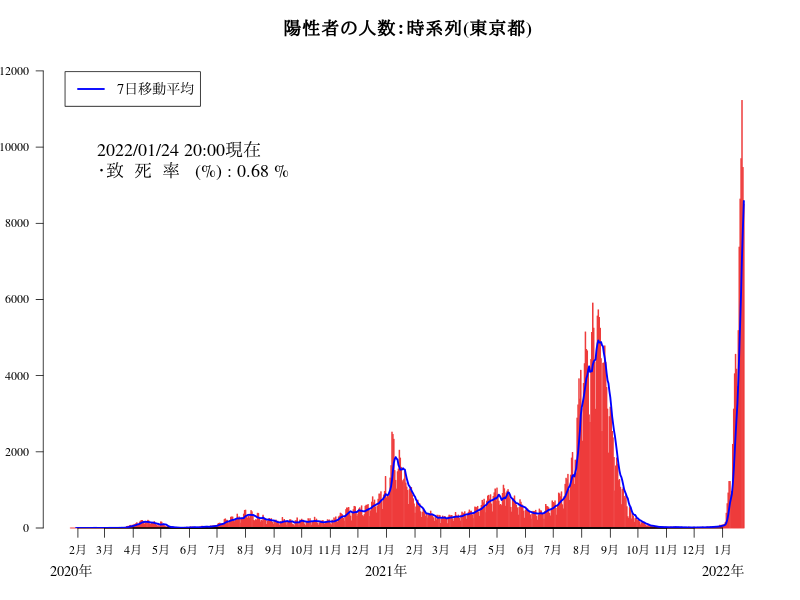 陽性者の人数：時系列(東京都)
12000
10000
8000
6000
4000
2000
0
7日移動平均
2022/01/24 20:00現在
・致 死 率 (%) : 0.68 %
2月 3月 4月 5月 6月 7月 8月 9月 10月 11月 12月 1月 2月 3月 4月 5月 6月 7月 8月 9月 10月 11月 12月 1月
2020年 2021年 2022年